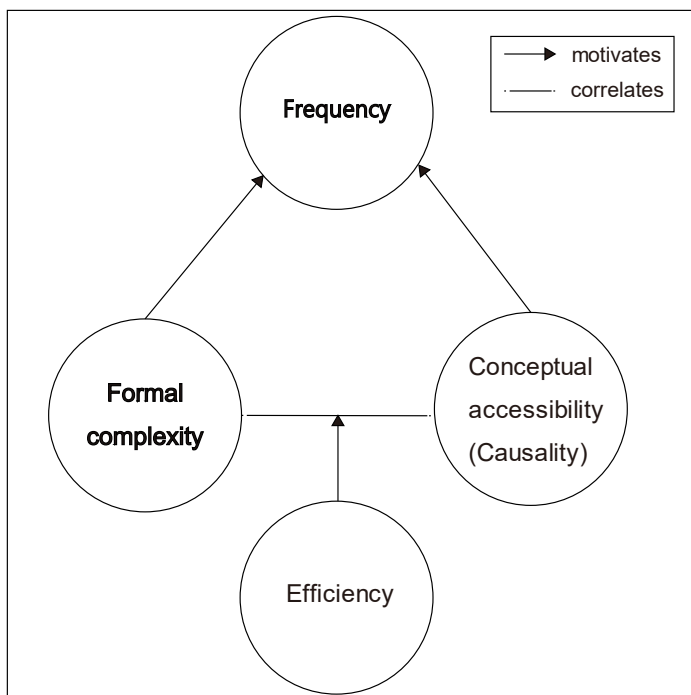 Frequency
motivates
correlates
Formal
complexity
Conceptual
accessibility
(Causality)
Efficiency